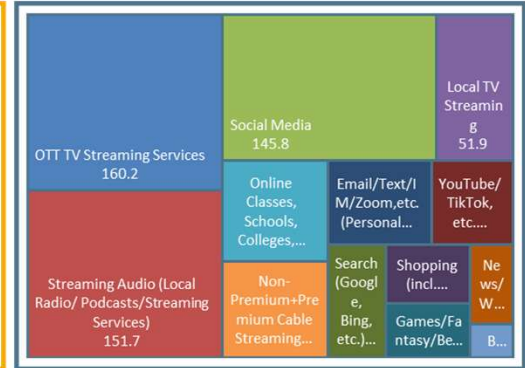 OTT TV Streaming Services
160.2
Streaming Audio (Local
Radio/ Podcasts/Streaming
Services)
151.7
Social Media
145.8
Local TV
Streamin
g
51.9
Online
Classes,
Schools,
Colleges,...
Non-
Premium+Pre
mium Cable
Streaming...
Email/Text/I
M/Zoom,etc.
(Personal...
YouTube/
TikTok,
etc....
Search
(Googl
e,
Bing,
etc.)...
Shopping
(incl....
Games/Fa
ntasy/Be...
Ne
ws/
W...
B...